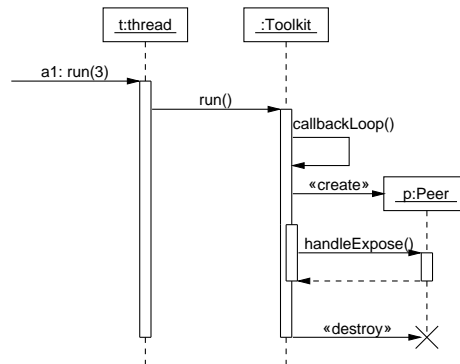 t:thread
:Toolkit
a1: run(3)
run()
callbackLoop()
«create»
p:Peer
handleExpose()
«destroy»